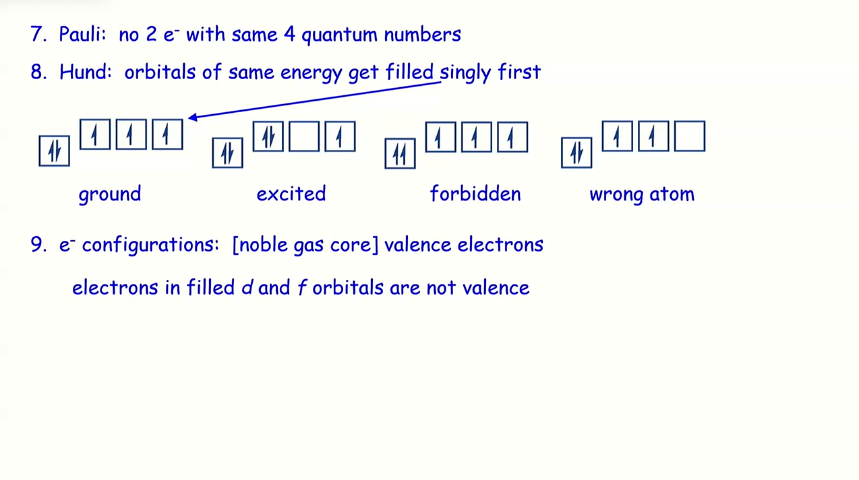 7. Pauli: no 2 e⁻ with same 4 quantum numbers
8. Hund: orbitals of same energy get filled singly first
ground excited forbidden wrong atom
9. e⁻ configurations: [noble gas core] valence electrons
electrons in filled d and f orbitals are not valence